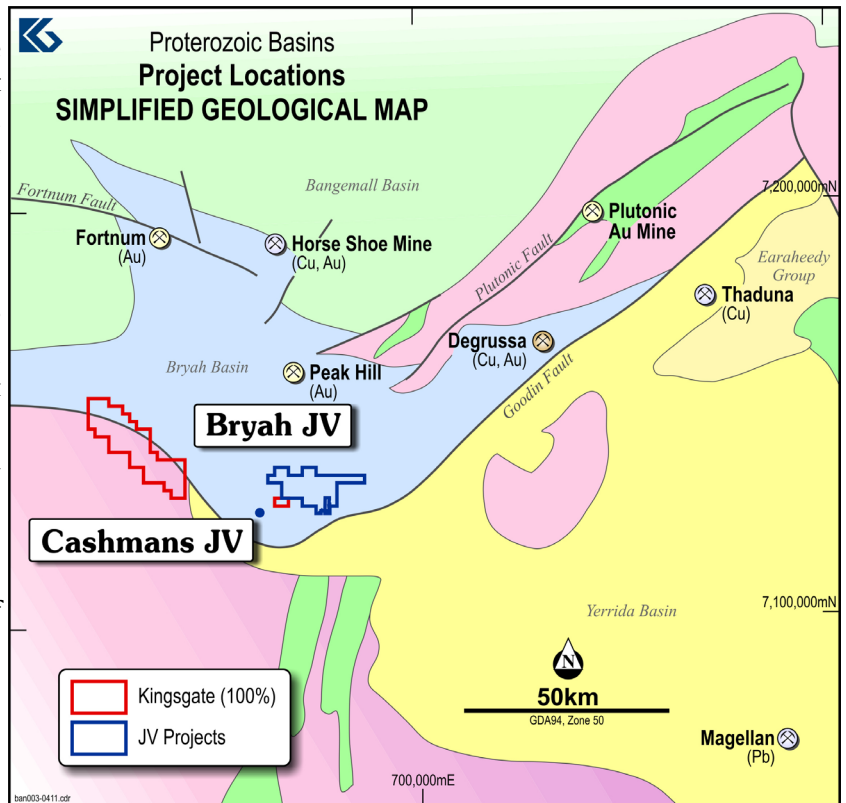 Proterozoic Basins
Project Locations
SIMPLIFIED GEOLOGICAL MAP
Bangemall Basin
Fortnum Fault
7,200,000mN
Fortnum
(Au)
Horse Shoe Mine
(Cu, Au)
Plutonic
Au Mine
Plutonic Fault
Earaheedy
Group
Thaduna
(Cu)
Degrussa
(Cu, Au)
Bryah Basin
Peak Hill
(Au)
Goodin Fault
Bryah JV
Cashmans JV
7,100,000mN
Yerrida Basin
N
50km
GDA94, Zone 50
Kingsgate (100%)
JV Projects
Magellan
(Pb)
700,000mE
ban003-0411.cdr